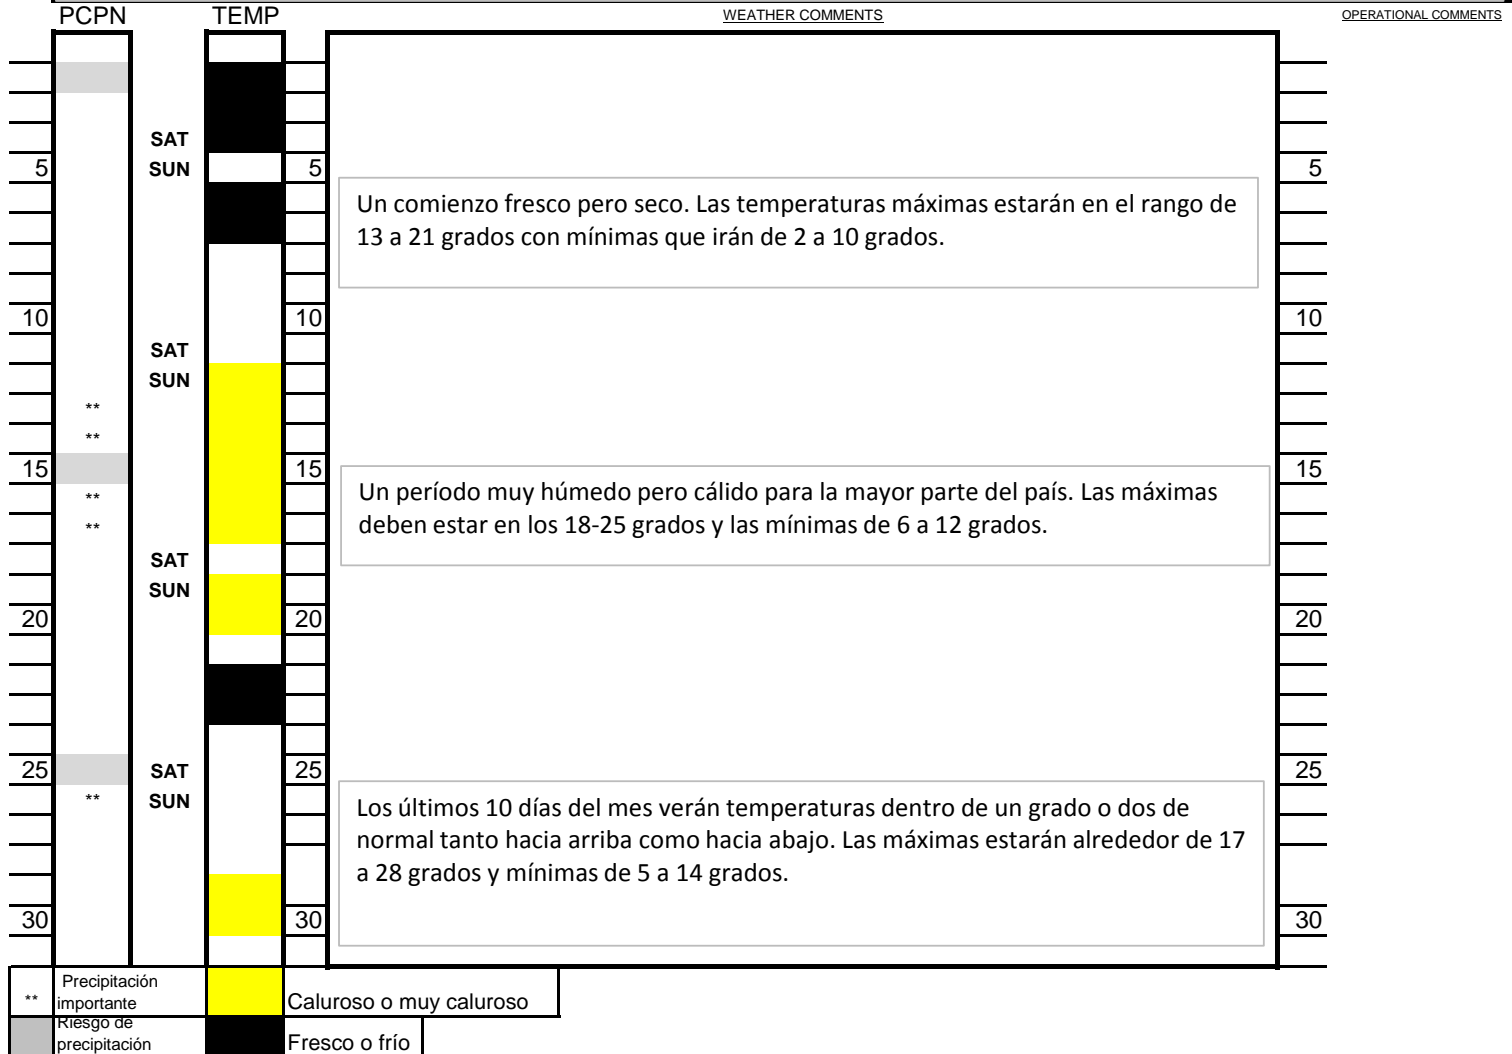 PCPN TEMP WEATHER COMMENTS OPERATIONAL COMMENTS
SAT
5 SUN 5 5
Un comienzo fresco pero seco. Las temperaturas máximas estarán en el rango de
13 a 21 grados con mínimas que irán de 2 a 10 grados.
10 10 10
SAT
SUN
**
**
15 15 15
Un período muy húmedo pero cálido para la mayor parte del país. Las máximas
deben estar en los 18-25 grados y las mínimas de 6 a 12 grados.
**
**
SAT
SUN
20 20 20
25 SAT 25 25
** SUN
Los últimos 10 días del mes verán temperaturas dentro de un grado o dos de
normal tanto hacia arriba como hacia abajo. Las máximas estarán alrededor de 17
a 28 grados y mínimas de 5 a 14 grados.
30 30 30
** Precipitación
importante
Caluroso o muy caluroso
Riesgo de
precipitación
Fresco o frío